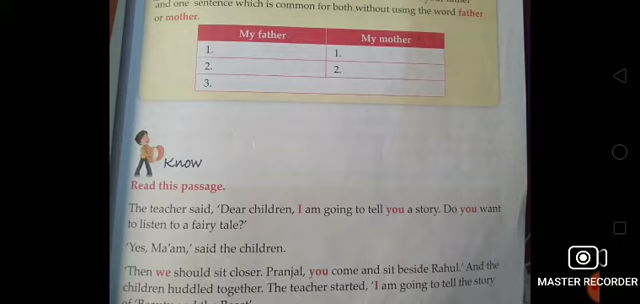 and one sentence which is common for both without using the word father
or mother.
My father My mother
1. 1.
2. 2.
3.
Know
Read this passage.
The teacher said, 'Dear children, I am going to tell you a story. Do you want
to listen to a fairy tale?'
'Yes, Ma'am,' said the children.
'Then we should sit closer. Pranjal, you come and sit beside Rahul.' And the
children huddled together. The teacher started, 'I am going to tell the story
MASTER RECORDER